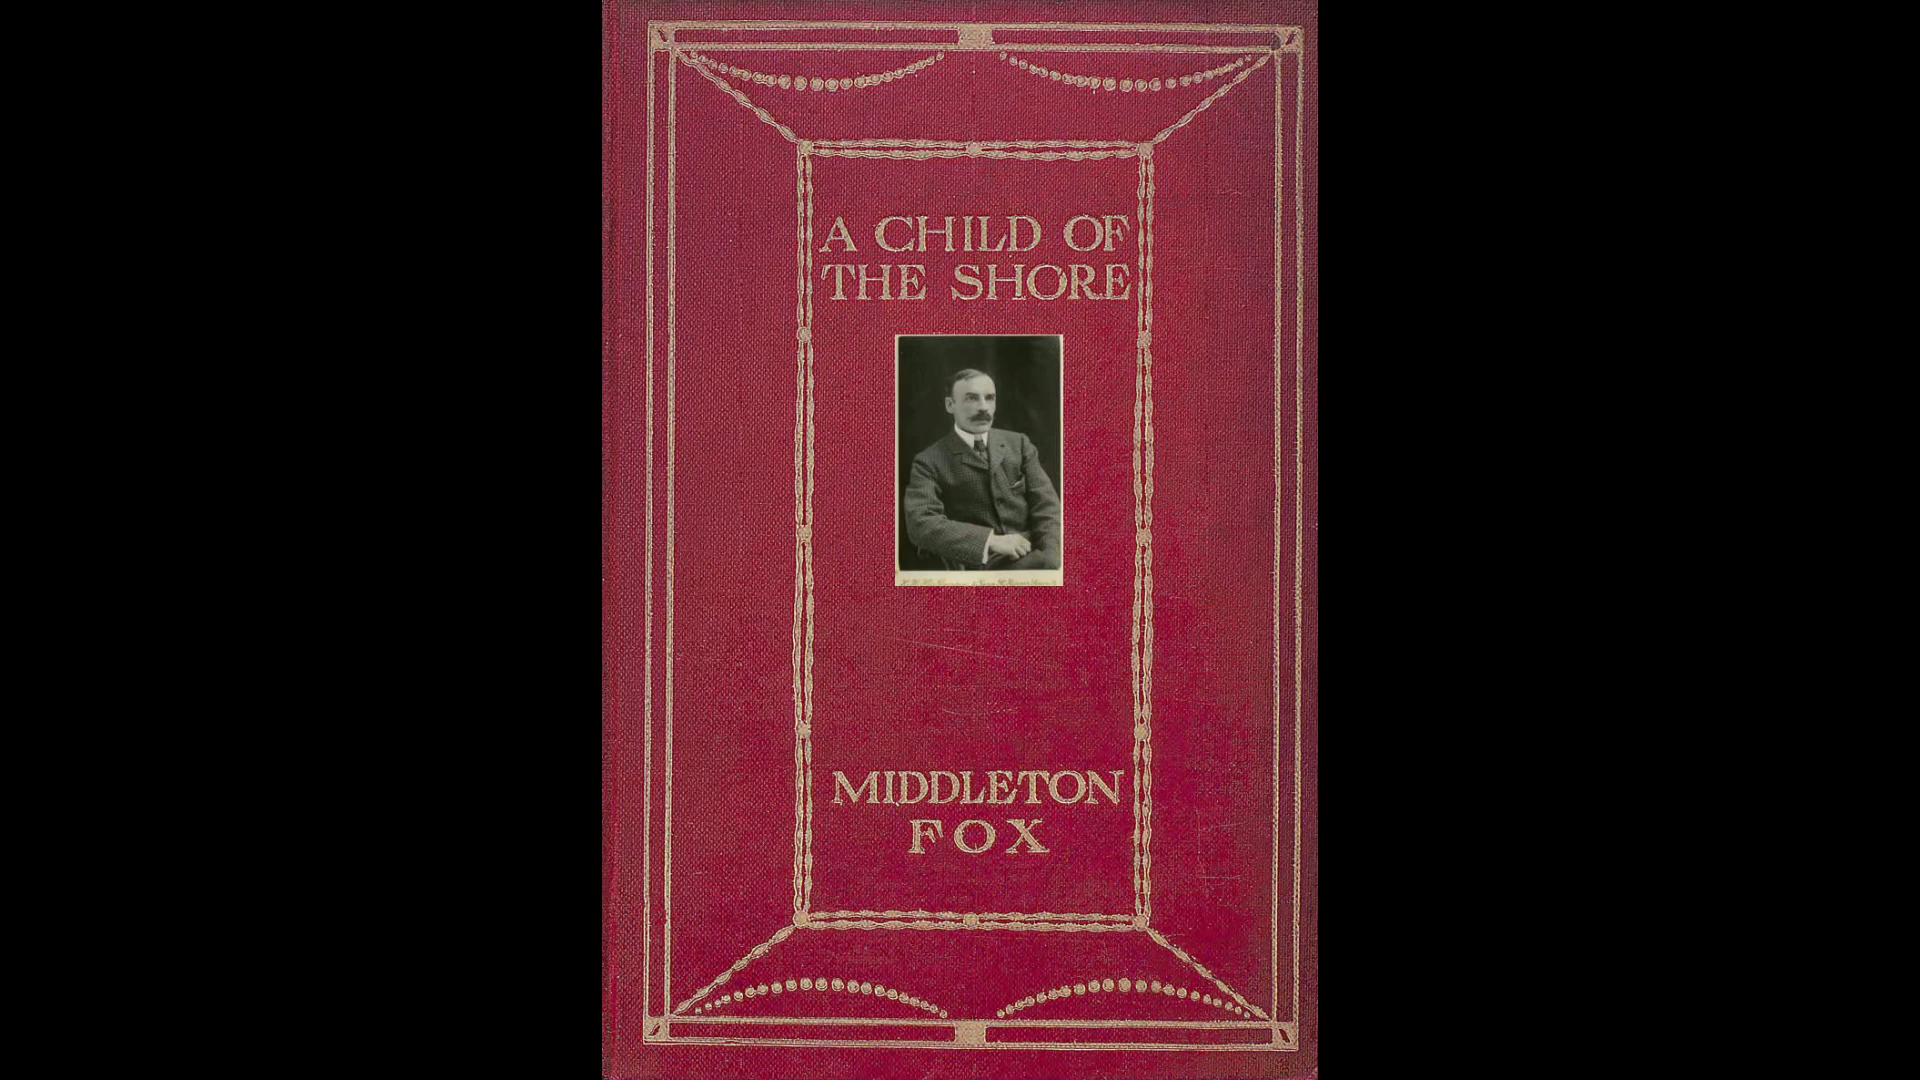 A CHILD OF
THE SHORE
MIDDLETON
FOX